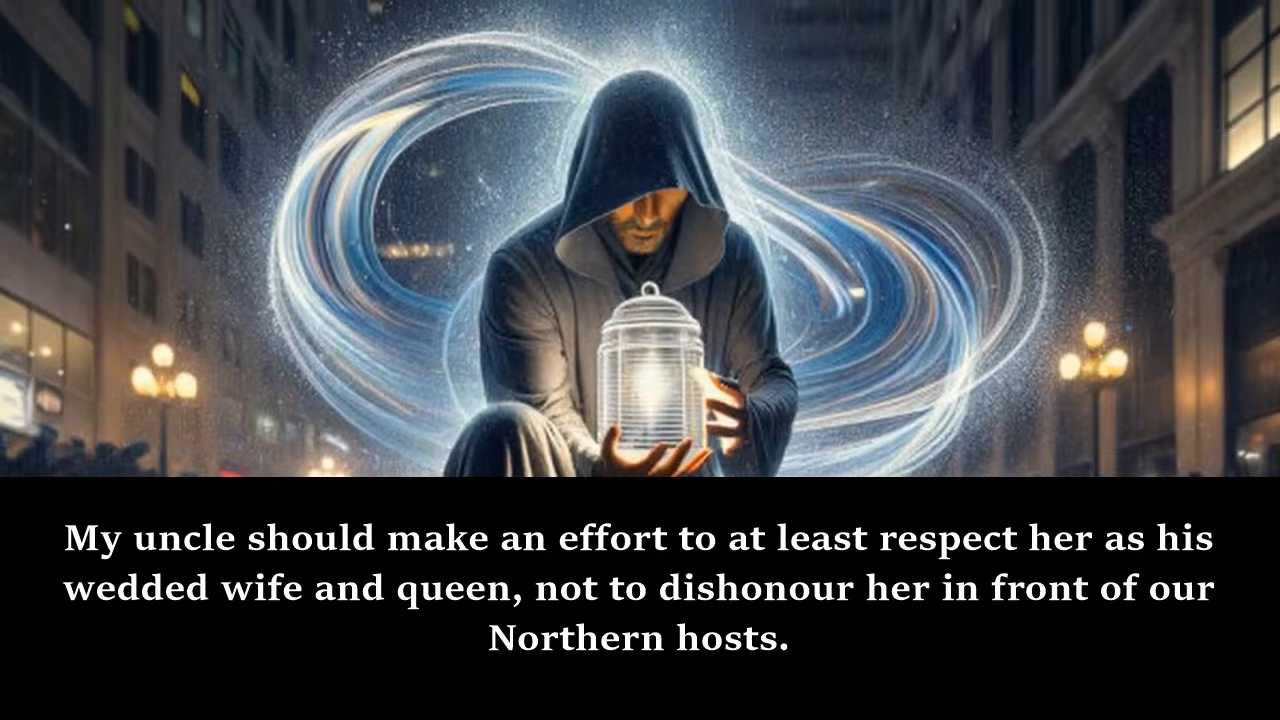 My uncle should make an effort to at least respect her as his
wedded wife and queen, not to dishonour her in front of our
Northern hosts.